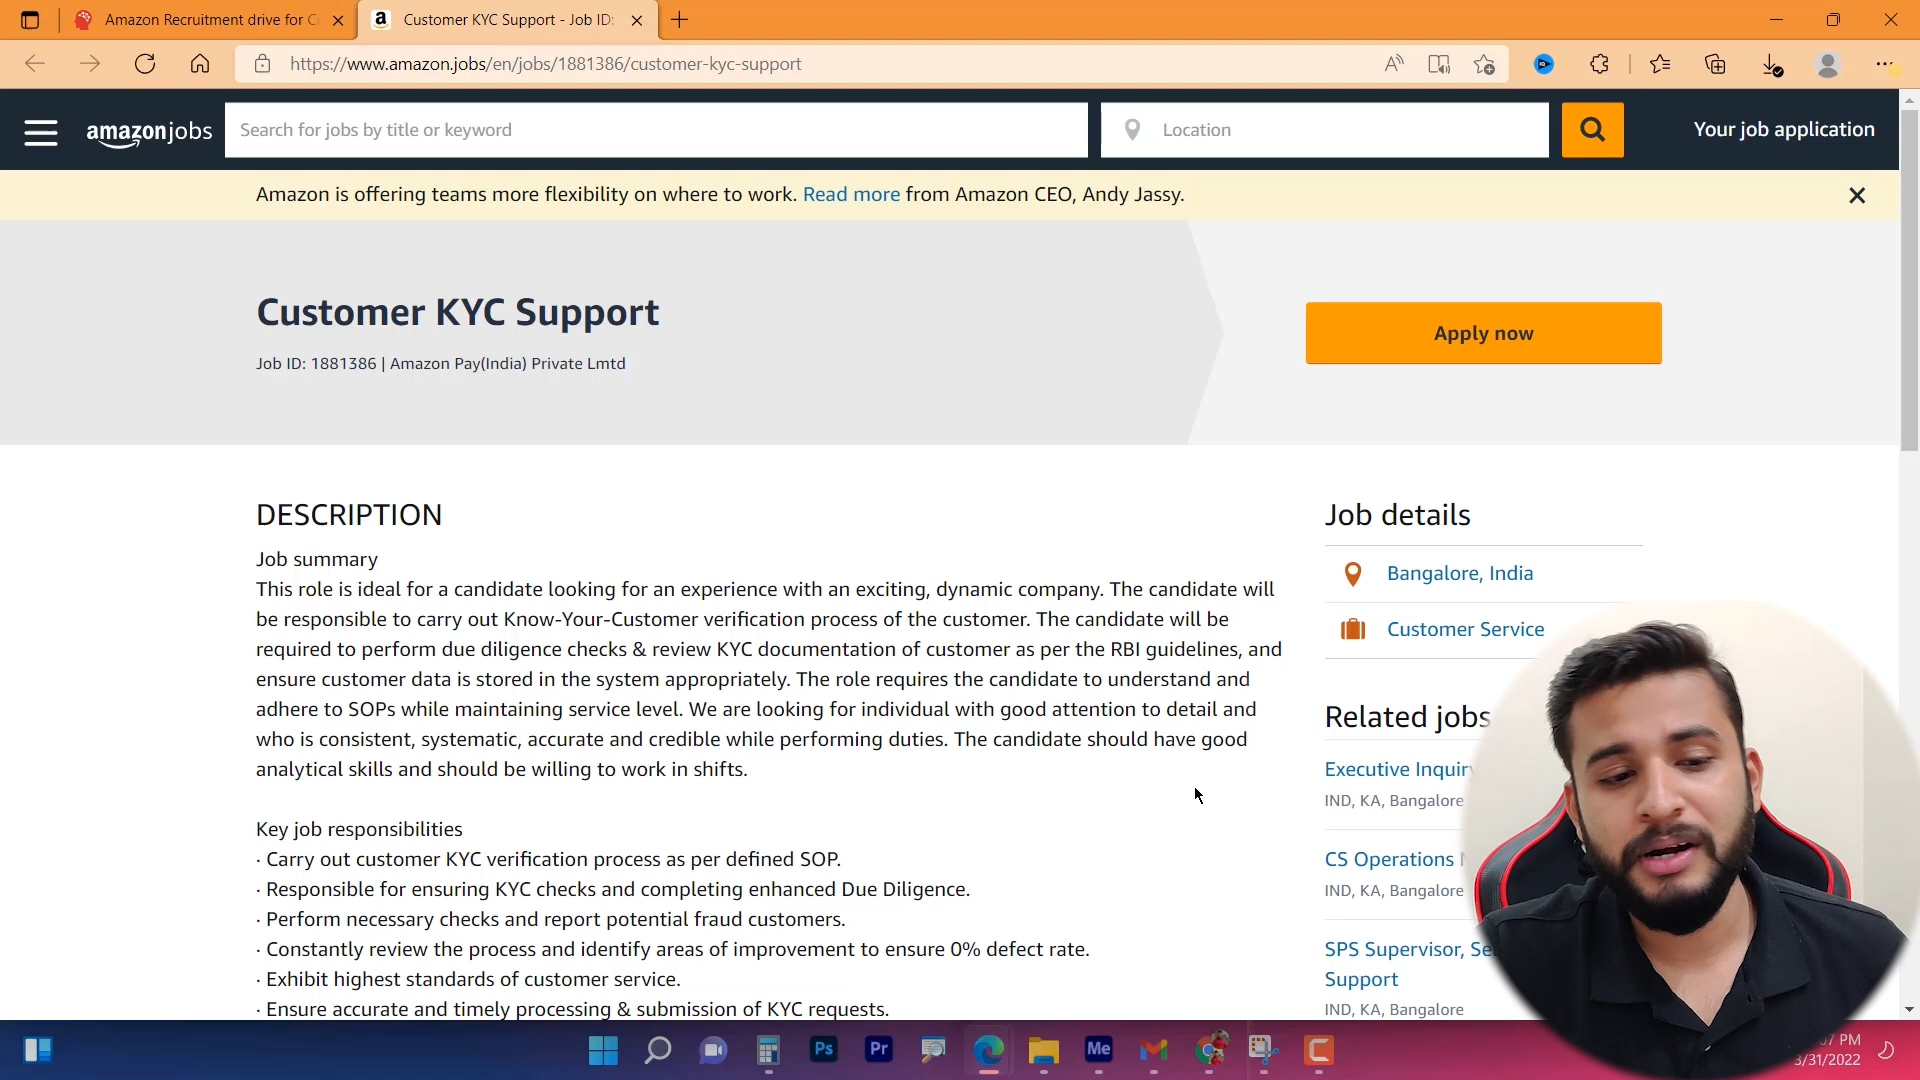 Amazon Recruitment drive for C
Customer KYC Support - Job ID:
https://www.amazon.jobs/en/jobs/1881386/customer-kyc-support
amazonjobs
Search for jobs by title or keyword
Location
Your job application
Amazon is offering teams more flexibility on where to work. Read more from Amazon CEO, Andy Jassy.
Customer KYC Support
Job ID: 1881386 | Amazon Pay(India) Private Lmtd
Apply now
DESCRIPTION
Job summary
This role is ideal for a candidate looking for an experience with an exciting, dynamic company. The candidate will
be responsible to carry out Know-Your-Customer verification process of the customer. The candidate will be
required to perform due diligence checks & review KYC documentation of customer as per the RBI guidelines, and
ensure customer data is stored in the system appropriately. The role requires the candidate to understand and
adhere to SOPs while maintaining service level. We are looking for individual with good attention to detail and
who is consistent, systematic, accurate and credible while performing duties. The candidate should have good
analytical skills and should be willing to work in shifts.
Key job responsibilities
· Carry out customer KYC verification process as per defined SOP.
· Responsible for ensuring KYC checks and completing enhanced Due Diligence.
· Perform necessary checks and report potential fraud customers.
· Constantly review the process and identify areas of improvement to ensure 0% defect rate.
· Exhibit highest standards of customer service.
· Ensure accurate and timely processing & submission of KYC requests.
Job details
Bangalore, India
Customer Service
Related jobs
Executive Inquiry
IND, KA, Bangalore
CS Operations
IND, KA, Bangalore
SPS Supervisor, Se
Support
IND, KA, Bangalore
Ps
Pr
Me
07 PM
3/31/2022